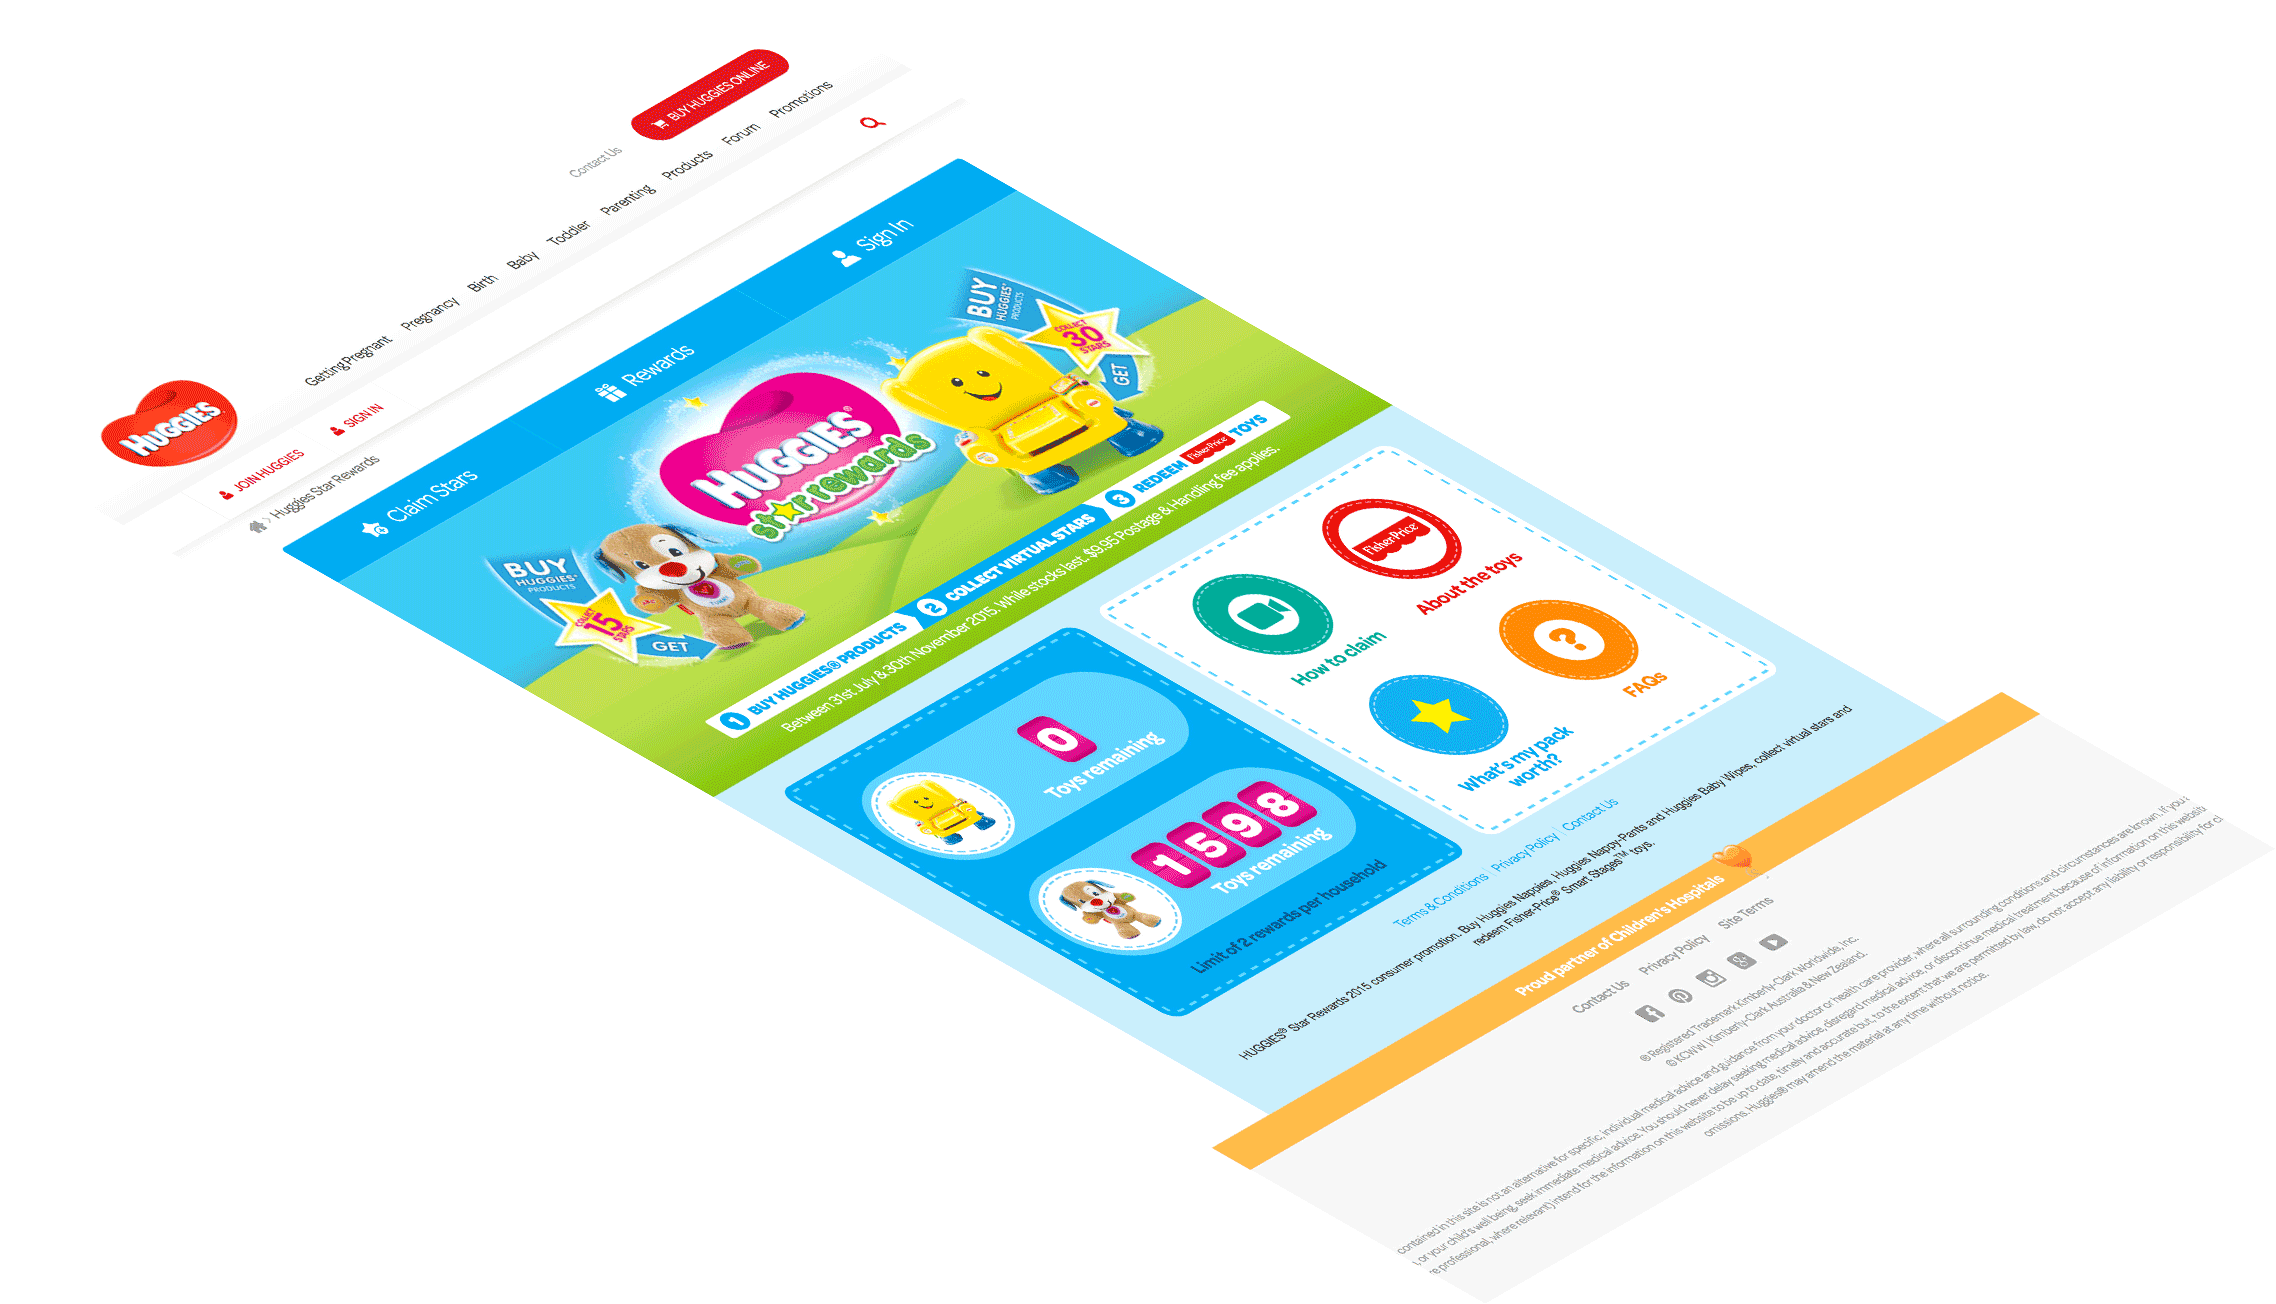 BUY HUGGIES ONLINE
Contact Us
Getting Pregnant Pregnancy Birth Baby Toddler Parenting Products Forum Promotions
HUGGIES
JOIN HUGGIES SIGN IN
Huggies Star Rewards
Claim Stars Rewards Sign In
BUY
HUGGIES®
PRODUCTS
COLLECT
30
STARS
GET
HUGGIES®
star rewards
BUY
HUGGIES®
PRODUCTS
COLLECT
15
STARS
GET
1 BUY HUGGIES® PRODUCTS 2 COLLECT VIRTUAL STARS 3 REDEEM Fisher-Price TOYS
Between 31st July & 30th November 2015. While stocks last. $9.95 Postage & Handling fee applies.
0
Toys remaining
1598
Toys remaining
Limit of 2 rewards per household
How to claim
Fisher-Price
About the toys
What's my pack
worth?
?
FAQs
Terms & Conditions Privacy Policy Contact Us
HUGGIES® Star Rewards 2015 consumer promotion. Buy Huggies Nappies, Huggies Nappy-Pants and Huggies Baby Wipes, collect virtual stars and
redeem Fisher-Price® Smart Stages™ toys.
Proud partner of Children's Hospitals
Contact Us Privacy Policy Site Terms
® Registered Trademark Kimberly-Clark Worldwide, Inc.
© KCWW | Kimberly-Clark Australia & New Zealand.
contained in this site is not an alternative for specific, individual medical advice and guidance from your doctor or health care provider, where all surrounding conditions and circumstances are known. If you
, or your child's well being, seek immediate medical advice. You should never delay seeking medical advice, disregard medical advice, or discontinue medical treatment because of information on this website
professional, where relevant) intend for the information on this website to be up to date, timely and accurate but, to the extent that we are permitted by law, do not accept any liability or responsibility for
omissions. Huggies® may amend the material at any time without notice.